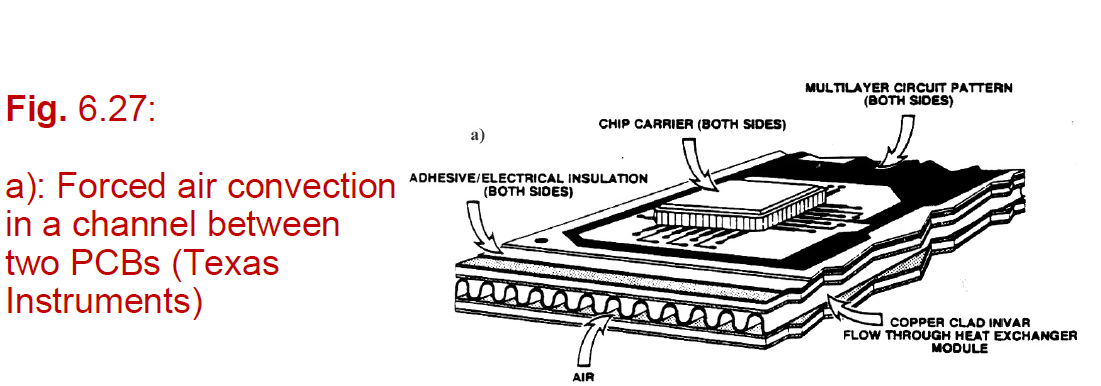 Fig. 6.27:
a): Forced air convection
in a channel between
two PCBs (Texas
Instruments)
a)
MULTILAYER CIRCUIT PATTERN
(BOTH SIDES)
CHIP CARRIER (BOTH SIDES)
ADHESIVE/ELECTRICAL INSULATION
(BOTH SIDES)
COPPER CLAD INVAR
FLOW THROUGH HEAT EXCHANGER
MODULE
AIR